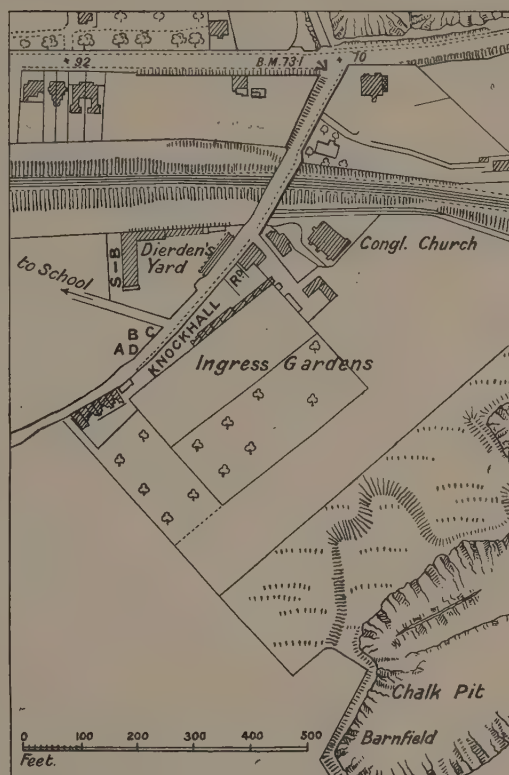 92
B.M. 73·1
70
S–B
Dierden's
Yard
Congl. Church
to School
B C
A D
KNOCKHALL
RD
Ingress Gardens
Chalk Pit
Barnfield
0 100 200 300 400 500
Feet.